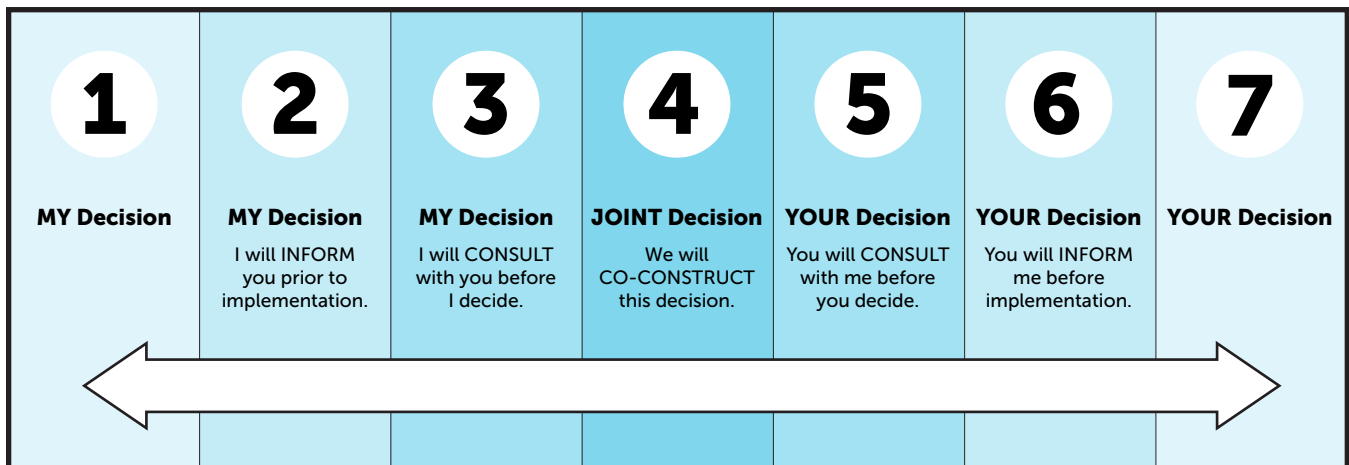 1
MY Decision
2
MY Decision
I will INFORM
you prior to
implementation.
3
MY Decision
I will CONSULT
with you before
I decide.
4
JOINT Decision
We will
CO-CONSTRUCT
this decision.
5
YOUR Decision
You will CONSULT
with me before
you decide.
6
YOUR Decision
You will INFORM
me before
implementation.
7
YOUR Decision